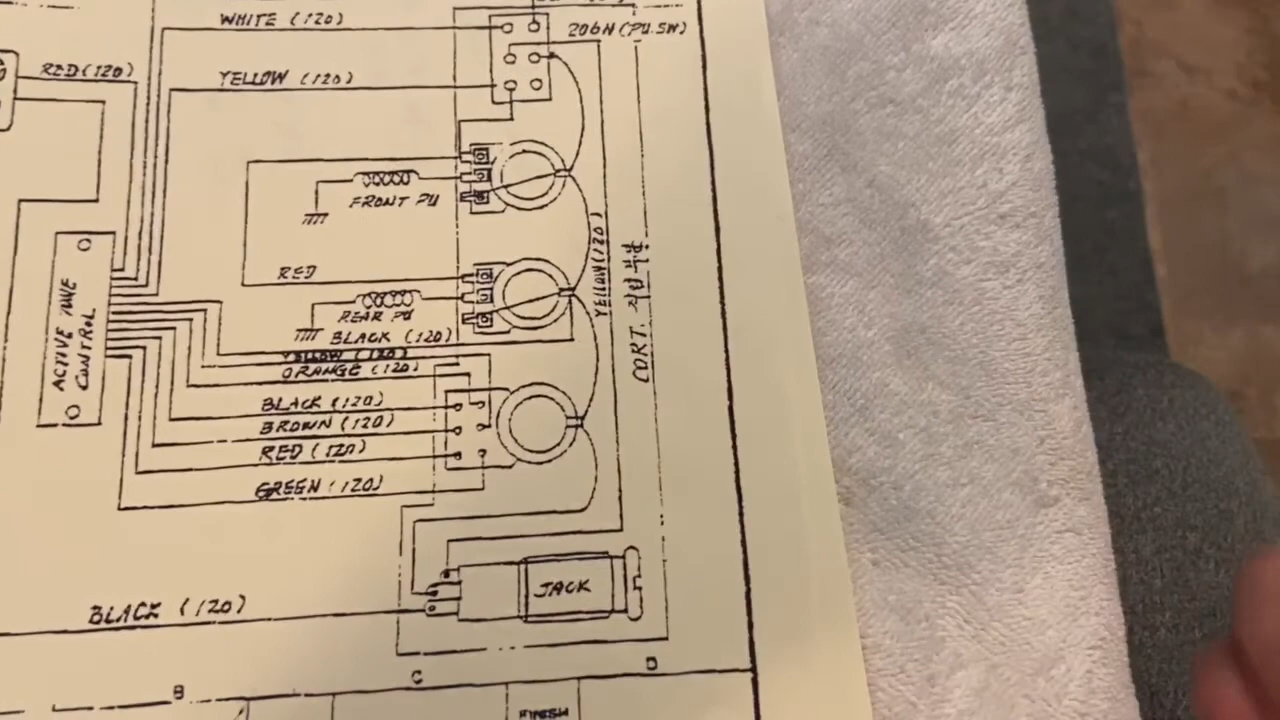 WHITE (120)
206N (PU.SW)
RED (120)
YELLOW (120)
FRONT PU
RED
REAR PU
YELLOW (120)
CORT.
BLACK (120)
YELLOW (120)
ORANGE (120)
ACTIVE TONE
CONTROL
BLACK (120)
BROWN (120)
RED (120)
GREEN (120)
JACK
BLACK (120)
B
C
D
FINISH